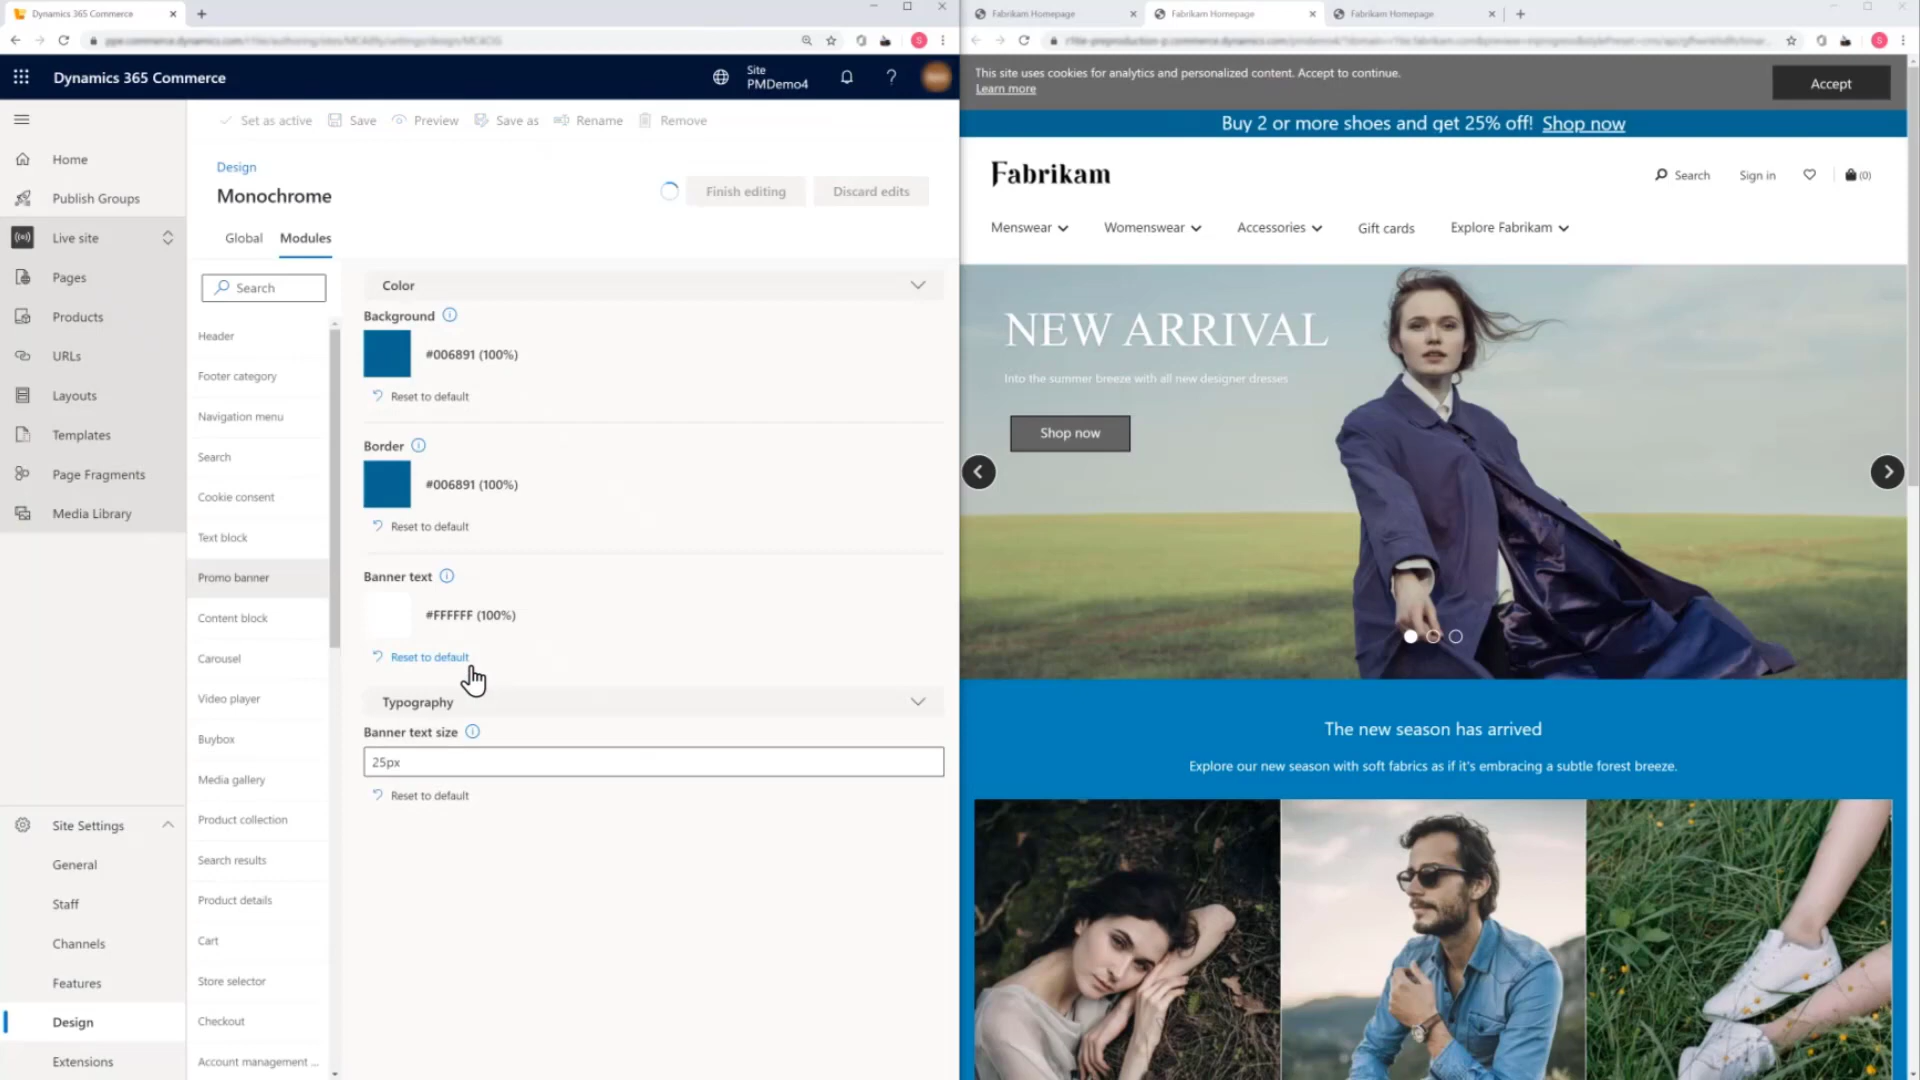 Dynamics 365 Commerce
Fabrikam Homepage
Fabrikam Homepage
Fabrikam Homepage
S
S
Dynamics 365 Commerce
Site
PMDemo4
?
This site uses cookies for analytics and personalized content. Accept to continue.
Learn more
Accept
Buy 2 or more shoes and get 25% off! Shop now
Set as active
Save
Preview
Save as
Rename
Remove
Home
Publish Groups
Live site
Pages
Products
URLs
Layouts
Templates
Page Fragments
Media Library
Site Settings
General
Staff
Channels
Features
Design
Extensions
Design
Monochrome
Finish editing
Discard edits
Global
Modules
Search
Header
Footer category
Navigation menu
Search
Cookie consent
Text block
Promo banner
Content block
Carousel
Video player
Buybox
Media gallery
Product collection
Search results
Product details
Cart
Store selector
Checkout
Account management ...
Color
Background
#006891 (100%)
Reset to default
Border
#006891 (100%)
Reset to default
Banner text
#FFFFFF (100%)
Reset to default
Typography
Banner text size
25px
Reset to default
Fabrikam
Search
Sign in
(0)
Menswear
Womenswear
Accessories
Gift cards
Explore Fabrikam
NEW ARRIVAL
Into the summer breeze with all new designer dresses
Shop now
The new season has arrived
Explore our new season with soft fabrics as if it's embracing a subtle forest breeze.